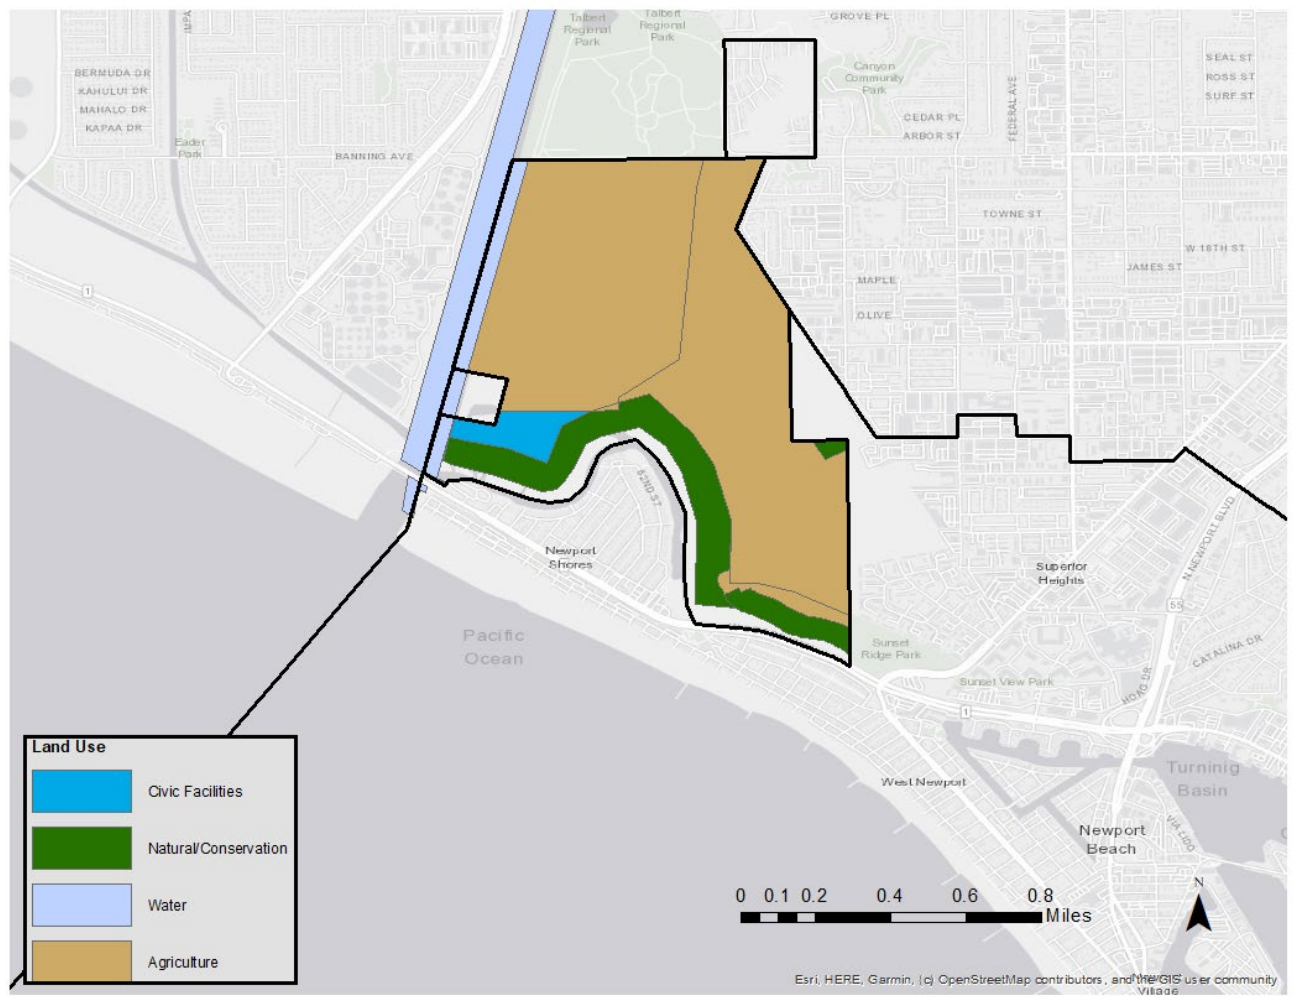 Talbert
Regional
Park
Talbert
Regional
Park
GROVE PL
SEAL ST
ROSS ST
SURF ST
BERMUDA DR
KAHULUI DR
MAHALO DR
KAPAA DR
Canyon
Community
Park
FEDERAL AVE
CEDAR PL
ARBOR ST
Eader
Park
BANNING AVE
TOWNE ST
W 18TH ST
JAMES ST
MAPLE
OLIVE
1
62ND ST
Newport
Shores
N NEWPORT BLVD
Superior
Heights
55
Pacific
Ocean
Sunset
Ridge Park
CATALINA DR
Sunset View Park
HOAG DR
1
Land Use
Civic Facilities
Natural/Conservation
Water
Agriculture
West Newport
Turninig
Basin
VIA LIDO
Newport
Beach
0 0.1 0.2 0.4 0.6 0.8
Miles
N
Esri, HERE, Garmin, (c) OpenStreetMap contributors, and the GIS user community
Village